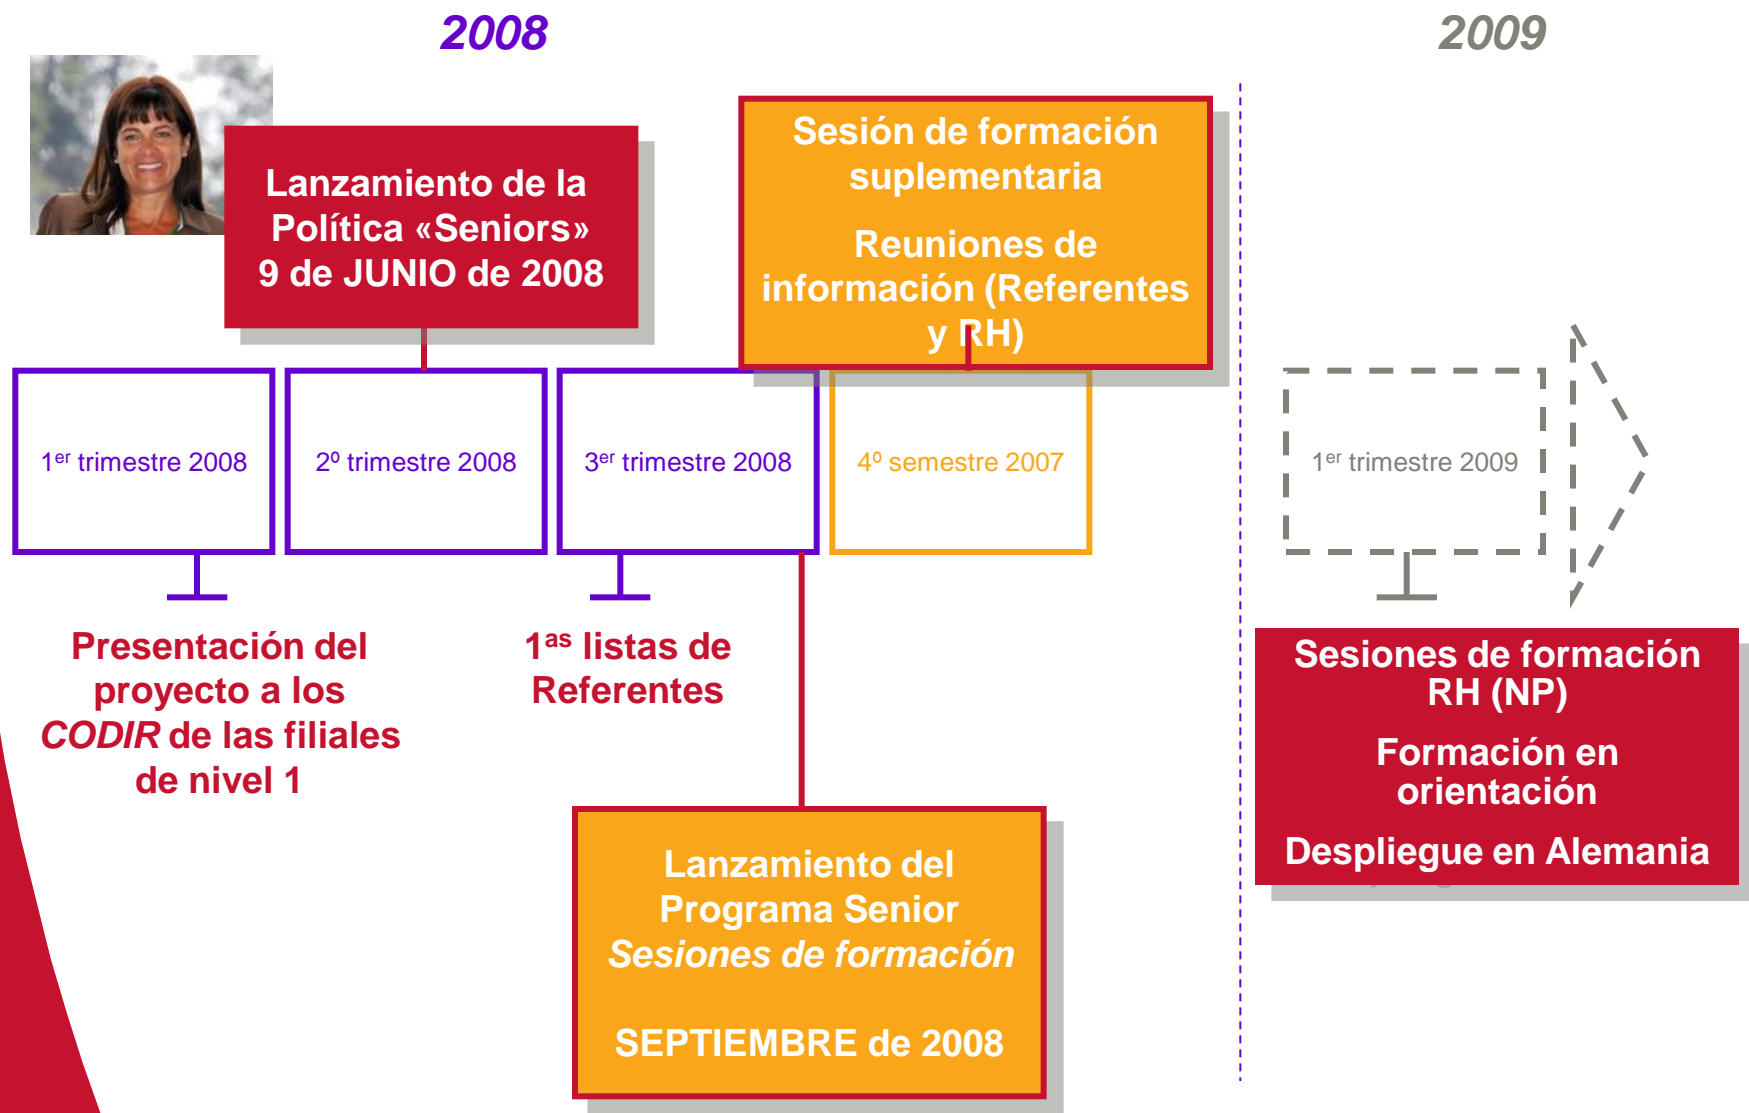 2008
2009
Lanzamiento de la
Política «Seniors»
9 de JUNIO de 2008
Sesión de formación
suplementaria
Reuniones de
información (Referentes
y RH)
1er trimestre 2008
2º trimestre 2008
3er trimestre 2008
4º semestre 2007
1er trimestre 2009
Presentación del
proyecto a los
CODIR de las filiales
de nivel 1
1as listas de
Referentes
Lanzamiento del
Programa Senior
Sesiones de formación
SEPTIEMBRE de 2008
Sesiones de formación
RH (NP)
Formación en
orientación
Despliegue en Alemania